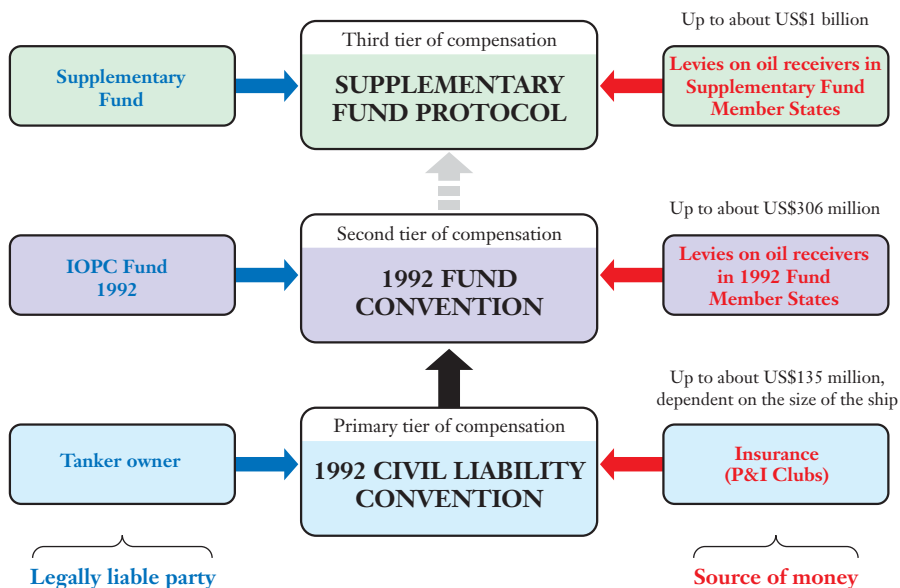 Third tier of compensation
Up to about US$1 billion
Supplementary
Fund
SUPPLEMENTARY
FUND PROTOCOL
Levies on oil receivers in
Supplementary Fund
Member States
Second tier of compensation
Up to about US$306 million
IOPC Fund
1992
1992 FUND
CONVENTION
Levies on oil receivers
in 1992 Fund
Member States
Primary tier of compensation
Up to about US$135 million,
dependent on the size of the ship
Tanker owner
1992 CIVIL LIABILITY
CONVENTION
Insurance
(P&I Clubs)
Legally liable party
Source of money